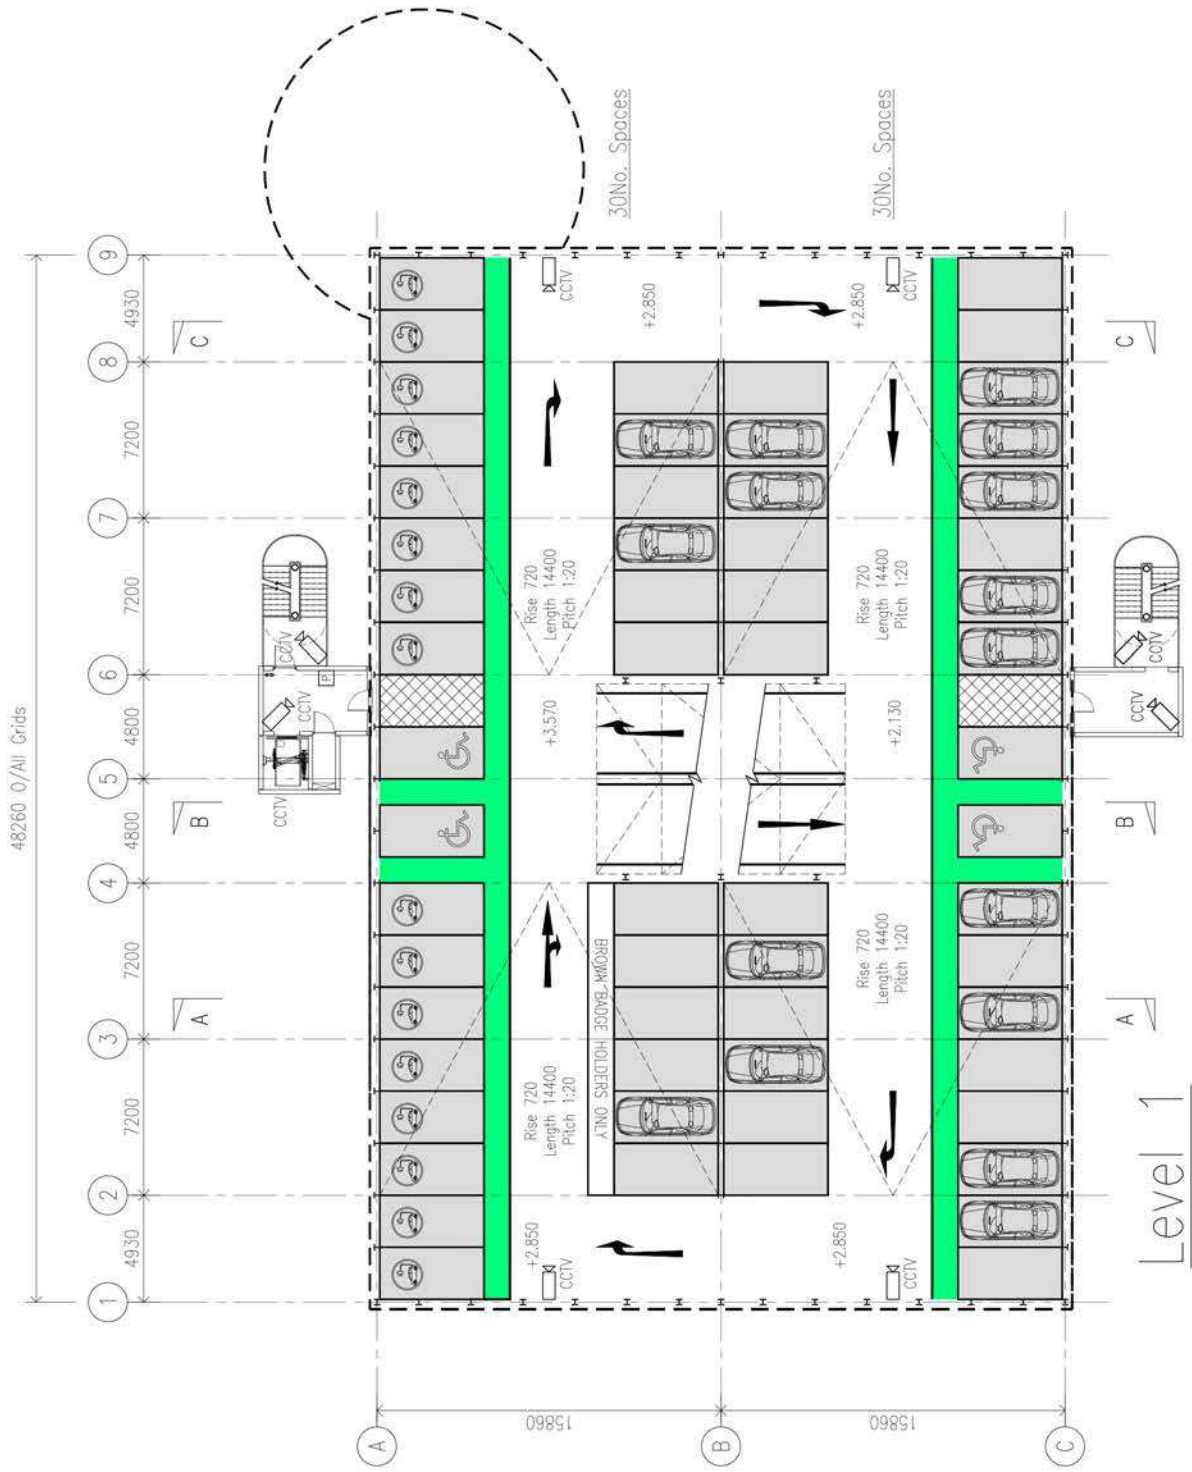 48260 O/All Grids
1 2 3 4 5 6 7 8 9
4930 7200 7200 4800 4800 7200 7200 4930
A B C
CCTV
CCTV
CCTV
P
A
CCTV
+2.850
Rise 720
Length 14400
Pitch 1:20
+3.570
Rise 720
Length 14400
Pitch 1:20
CCTV
BROWN BADGE HOLDERS ONLY
+2.850
30No. Spaces
15860
B
+2.850
Rise 720
Length 14400
Pitch 1:20
+2.130
Rise 720
Length 14400
Pitch 1:20
+2.850
CCTV
CCTV
30No. Spaces
15860
C
A B C
CCTV
CCTV
Level 1